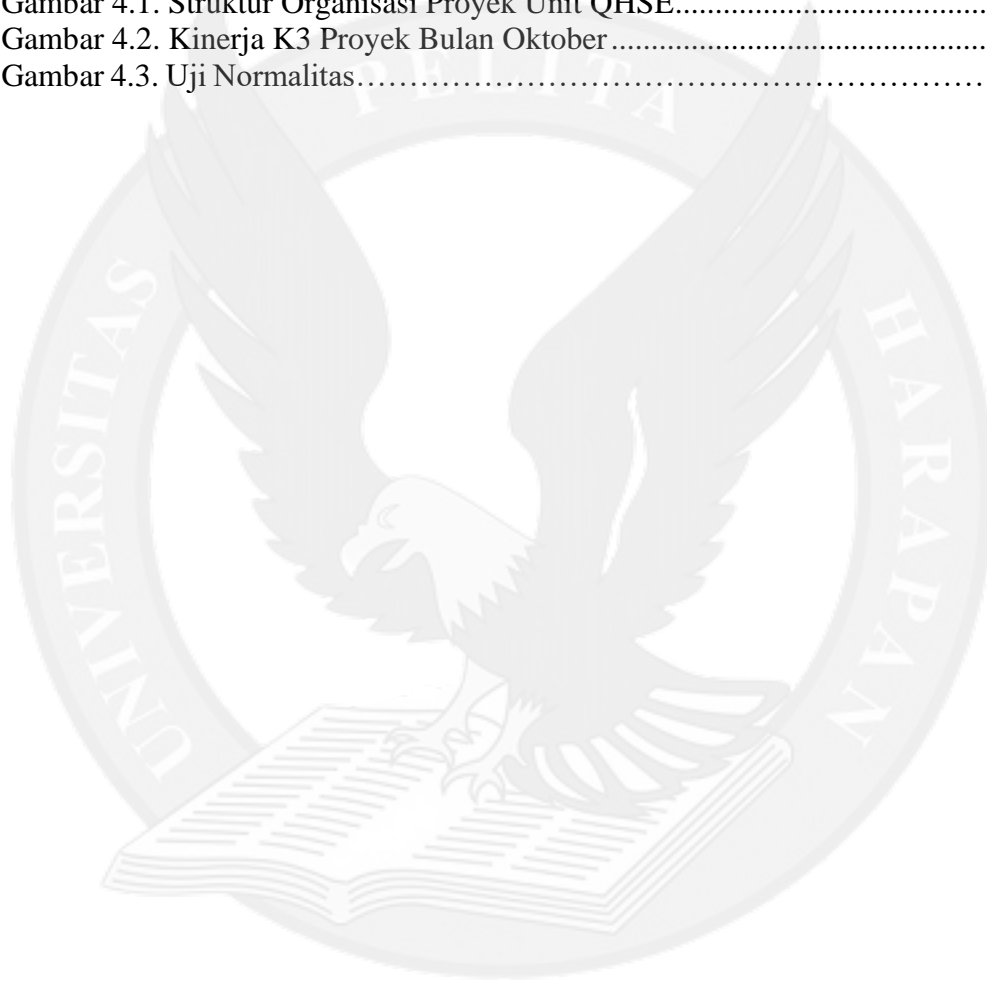 Gambar 4.1. Struktur Organisasi Proyek Unit QHSE....................................
Gambar 4.2. Kinerja K3 Proyek Bulan Oktober............................................
Gambar 4.3. Uji Normalitas……………………………………………………………
UNIVERSITAS PELITA HARAPAN